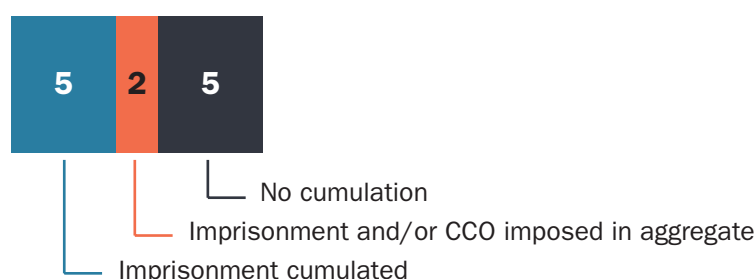 5 2 5
No cumulation
Imprisonment and/or CCO imposed in aggregate
Imprisonment cumulated